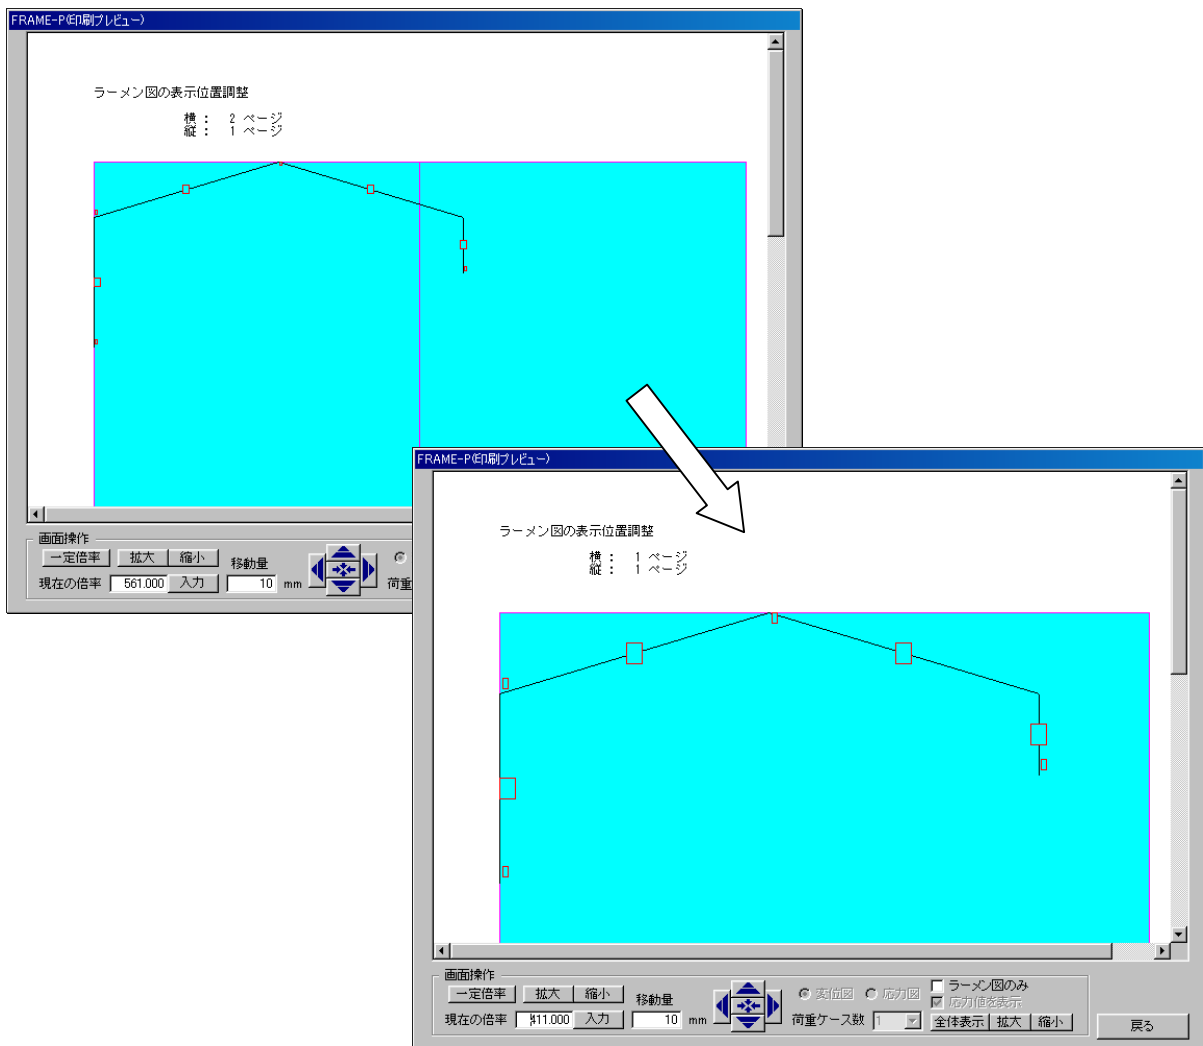 FRAME-P(印刷プレビュー)
ラーメン図の表示位置調整
横： 2 ページ
縦： 1 ページ
画面操作
一定倍率 拡大 縮小 移動量
現在の倍率 561.000 入力 10 mm 荷重
FRAME-P(印刷プレビュー)
ラーメン図の表示位置調整
横： 1 ページ
縦： 1 ページ
画面操作
一定倍率 拡大 縮小 移動量 変位図 応力図 ラーメン図のみ
応力値を表示
現在の倍率 入力 10 mm 荷重ケース数 1 全体表示 拡大 縮小 戻る